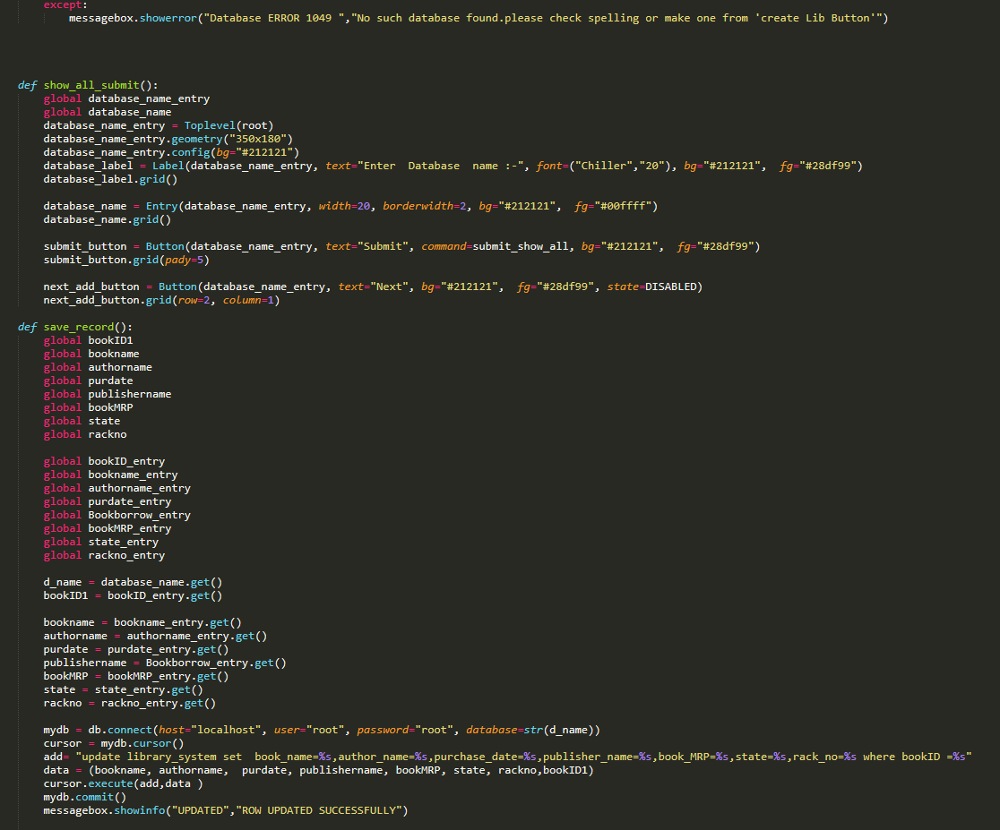 except:
messagebox.showerror("Database ERROR 1049 ","No such database found.please check spelling or make one from 'create Lib Button'")
def show_all_submit():
global database_name_entry
global database_name
database_name_entry = Toplevel(root)
database_name_entry.geometry("350x180")
database_name_entry.config(bg="#212121")
database_label = Label(database_name_entry, text="Enter  Database  name :-", font=("Chiller","20"), bg="#212121",  fg="#28df99")
database_label.grid()
database_name = Entry(database_name_entry, width=20, borderwidth=2, bg="#212121",  fg="#00ffff")
database_name.grid()
submit_button = Button(database_name_entry, text="Submit", command=submit_show_all, bg="#212121",  fg="#28df99")
submit_button.grid(pady=5)
next_add_button = Button(database_name_entry, text="Next", bg="#212121",  fg="#28df99", state=DISABLED)
next_add_button.grid(row=2, column=1)
def save_record():
global bookID1
global bookname
global authorname
global purdate
global publishername
global bookMRP
global state
global rackno
global bookID_entry
global bookname_entry
global authorname_entry
global purdate_entry
global Bookborrow_entry
global bookMRP_entry
global state_entry
global rackno_entry
d_name = database_name.get()
bookID1 = bookID_entry.get()
bookname = bookname_entry.get()
authorname = authorname_entry.get()
purdate = purdate_entry.get()
publishername = Bookborrow_entry.get()
bookMRP = bookMRP_entry.get()
state = state_entry.get()
rackno = rackno_entry.get()
mydb = db.connect(host="localhost", user="root", password="root", database=str(d_name))
cursor = mydb.cursor()
add= "update library_system set  book_name=%s,author_name=%s,purchase_date=%s,publisher_name=%s,book_MRP=%s,state=%s,rack_no=%s where bookID =%s"
data = (bookname, authorname,  purdate, publishername, bookMRP, state, rackno,bookID1)
cursor.execute(add,data )
mydb.commit()
messagebox.showinfo("UPDATED","ROW UPDATED SUCCESSFULLY")